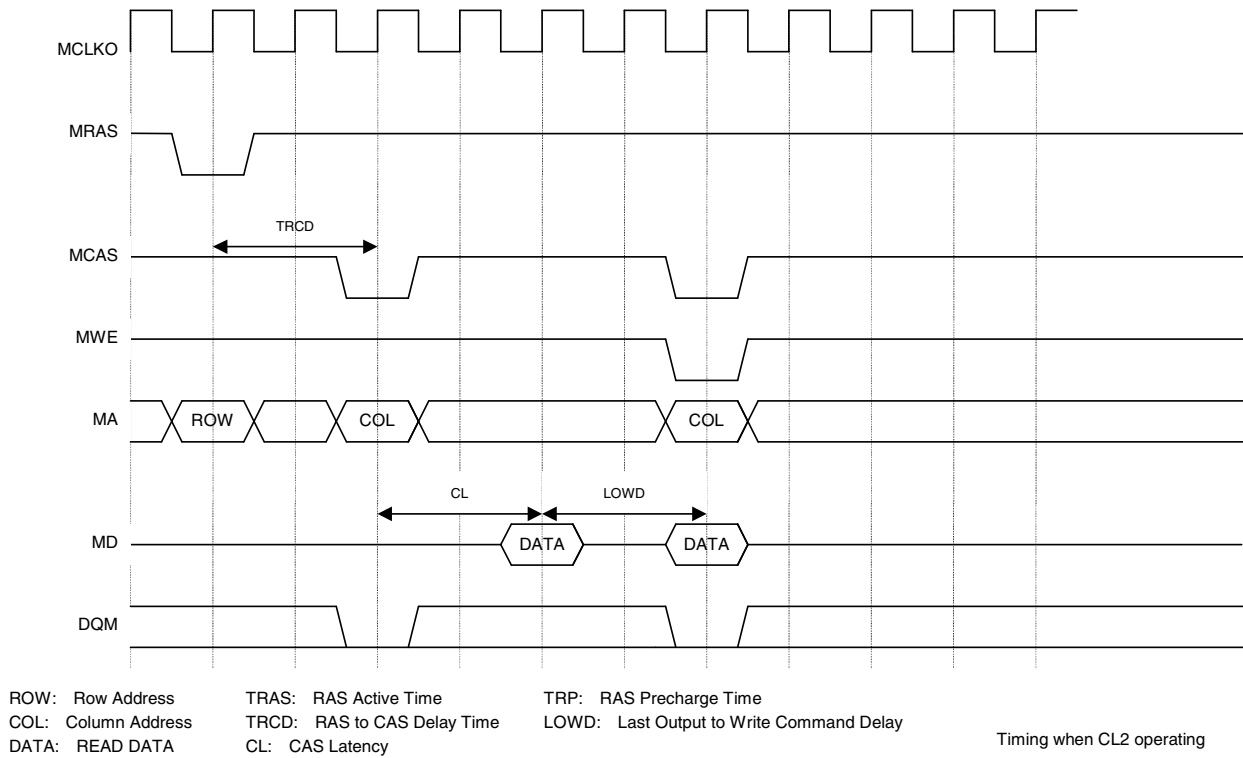 MCLKO
MRAS
TRCD
MCAS
MWE
MA ROW COL COL
CL LOWD
MD DATA DATA
DQM
ROW: Row Address TRAS: RAS Active Time TRP: RAS Precharge Time
COL: Column Address TRCD: RAS to CAS Delay Time LOWD: Last Output to Write Command Delay
DATA: READ DATA CL: CAS Latency Timing when CL2 operating